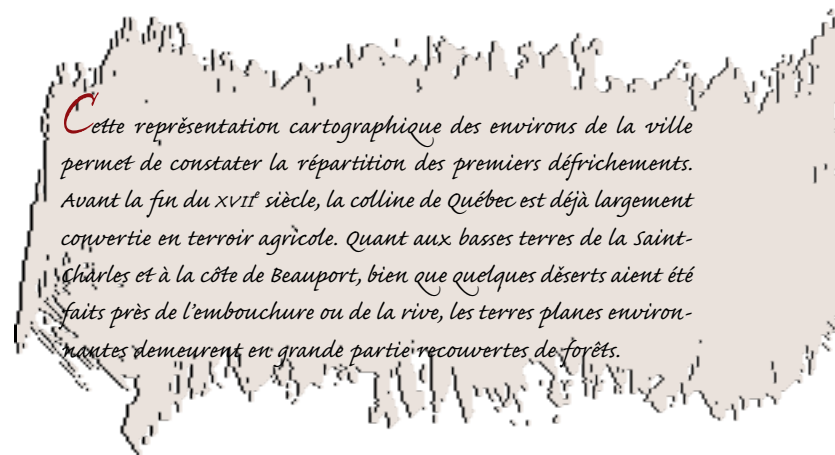 Cette représentation cartographique des environs de la ville
permet de constater la répartition des premiers défrichements.
Avant la fin du XVIIe siècle, la colline de Québec est déjà largement
convertie en terroir agricole. Quant aux basses terres de la Saint-
Charles et à la côte de Beauport, bien que quelques déserts aient été
faits près de l'embouchure ou de la rive, les terres planes environ-
nantes demeurent en grande partie recouvertes de forêts.